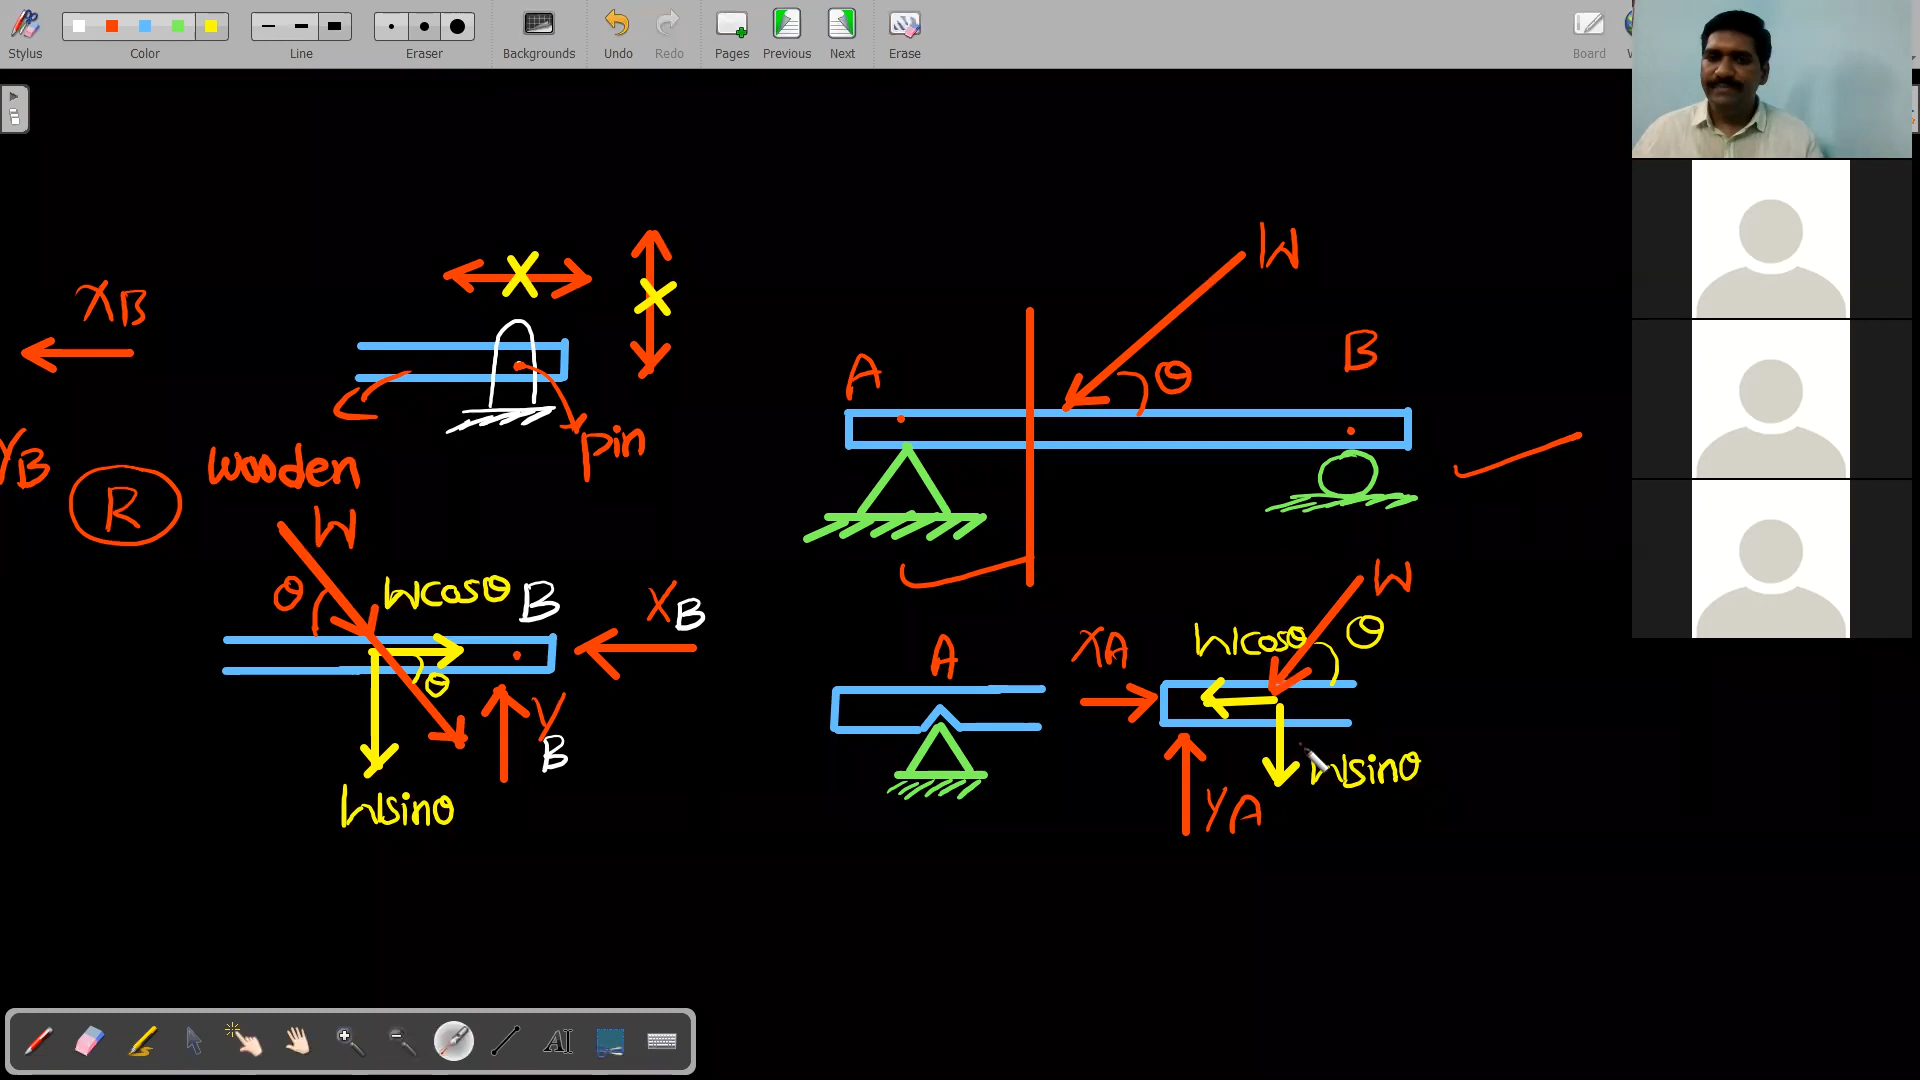 Stylus
Color
Line
Eraser
Backgrounds
Undo
Redo
Pages
Previous
Next
Erase
Board
W
XB
YB
R
wooden
pin
W
θ
Wcosθ
B
XB
θ
YB
Wsinθ
W
θ
A
B
A
XA
W
Wcosθ
θ
YA
Wsinθ
AI